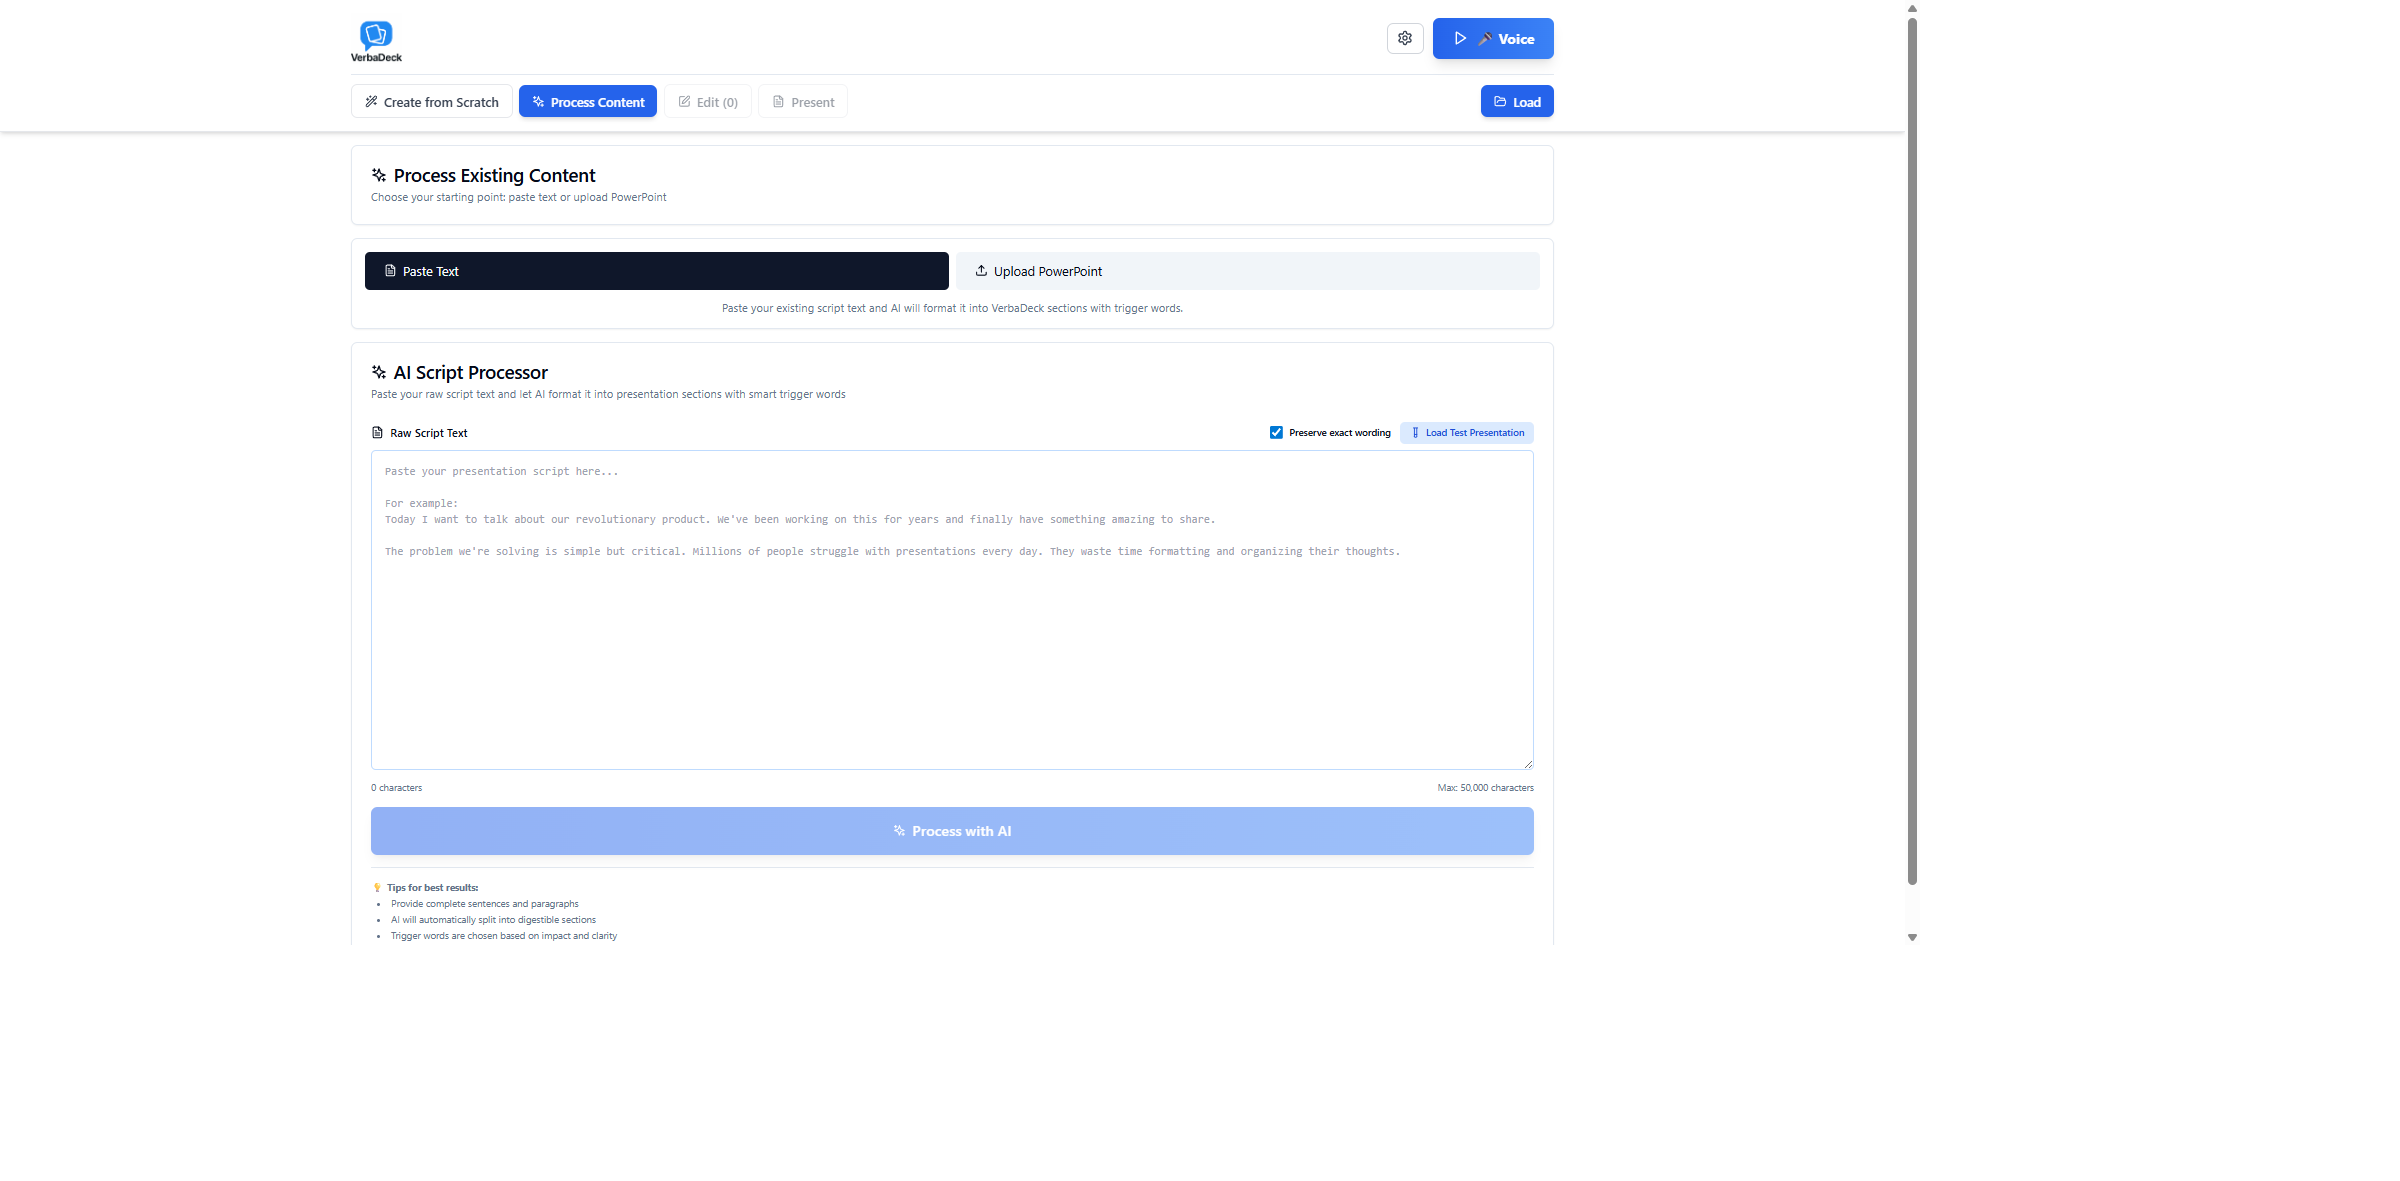 VerbaDeck
Voice
Create from Scratch
Process Content
Edit (0)
Present
Load
Process Existing Content
Choose your starting point: paste text or upload PowerPoint
Paste Text
Upload PowerPoint
Paste your existing script text and AI will format it into VerbaDeck sections with trigger words.
AI Script Processor
Paste your raw script text and let AI format it into presentation sections with smart trigger words
Raw Script Text
Preserve exact wording
Load Test Presentation
Paste your presentation script here...
For example:
Today I want to talk about our revolutionary product. We've been working on this for years and finally have something amazing to share.
The problem we're solving is simple but critical. Millions of people struggle with presentations every day. They waste time formatting and organizing their thoughts.
0 characters
Max: 50,000 characters
Process with AI
Tips for best results:
• Provide complete sentences and paragraphs
• AI will automatically split into digestible sections
• Trigger words are chosen based on impact and clarity